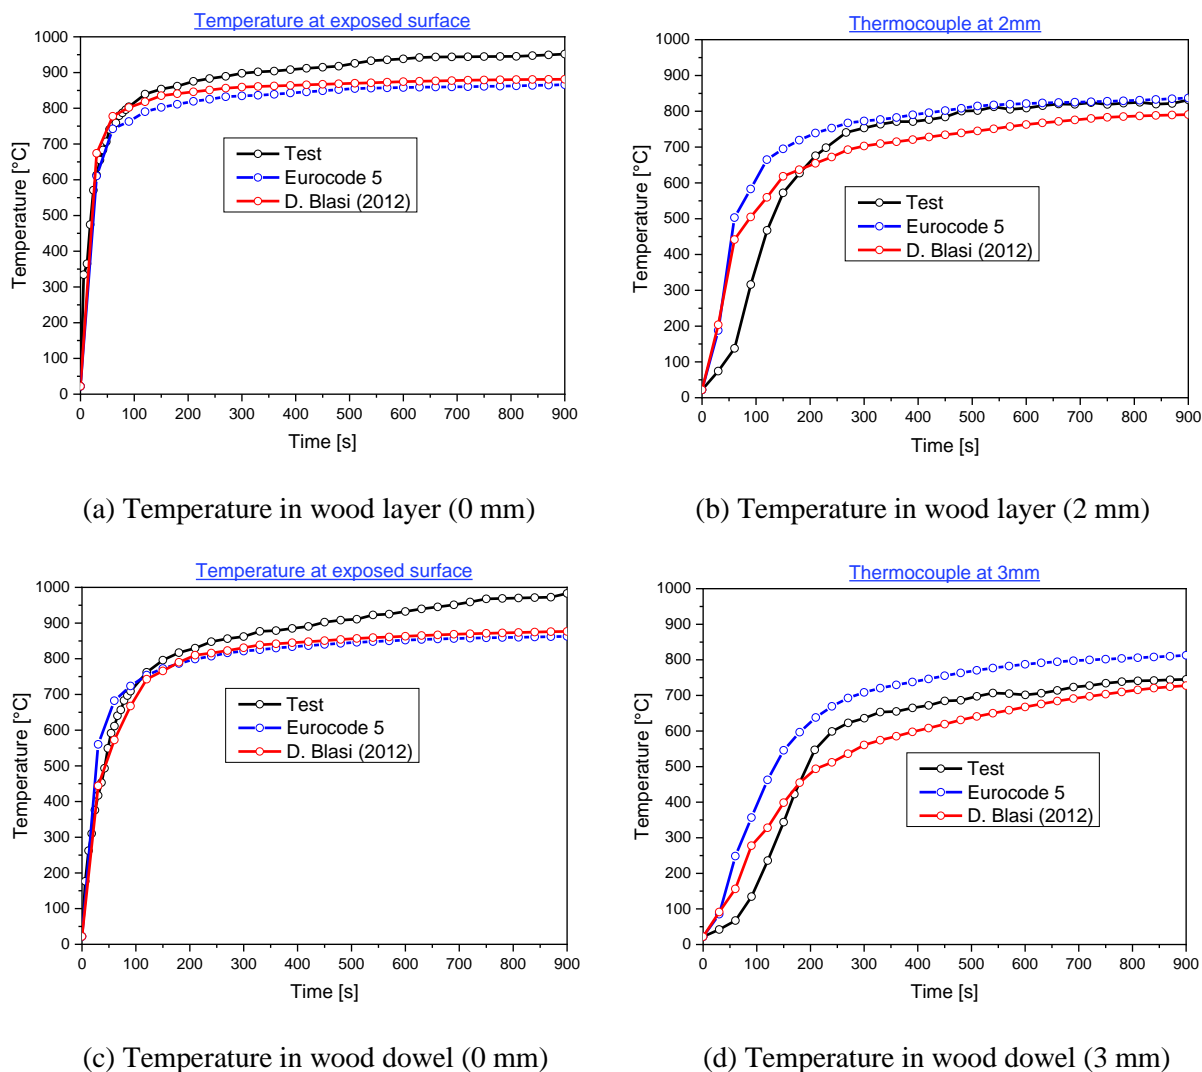 Temperature at exposed surface
1000
900
800
700
600
500
400
300
200
100
0
Temperature [°C]
Test
Eurocode 5
D. Blasi (2012)
0 100 200 300 400 500 600 700 800 900
Time [s]
(a) Temperature in wood layer (0 mm)
Thermocouple at 2mm
1000
900
800
700
600
500
400
300
200
100
0
Temperature [°C]
Test
Eurocode 5
D. Blasi (2012)
0 100 200 300 400 500 600 700 800 900
Time [s]
(b) Temperature in wood layer (2 mm)
Temperature at exposed surface
1000
900
800
700
600
500
400
300
200
100
0
Temperature [°C]
Test
Eurocode 5
D. Blasi (2012)
0 100 200 300 400 500 600 700 800 900
Time [s]
(c) Temperature in wood dowel (0 mm)
Thermocouple at 3mm
1000
900
800
700
600
500
400
300
200
100
0
Temperature [°C]
Test
Eurocode 5
D. Blasi (2012)
0 100 200 300 400 500 600 700 800 900
Time [s]
(d) Temperature in wood dowel (3 mm)